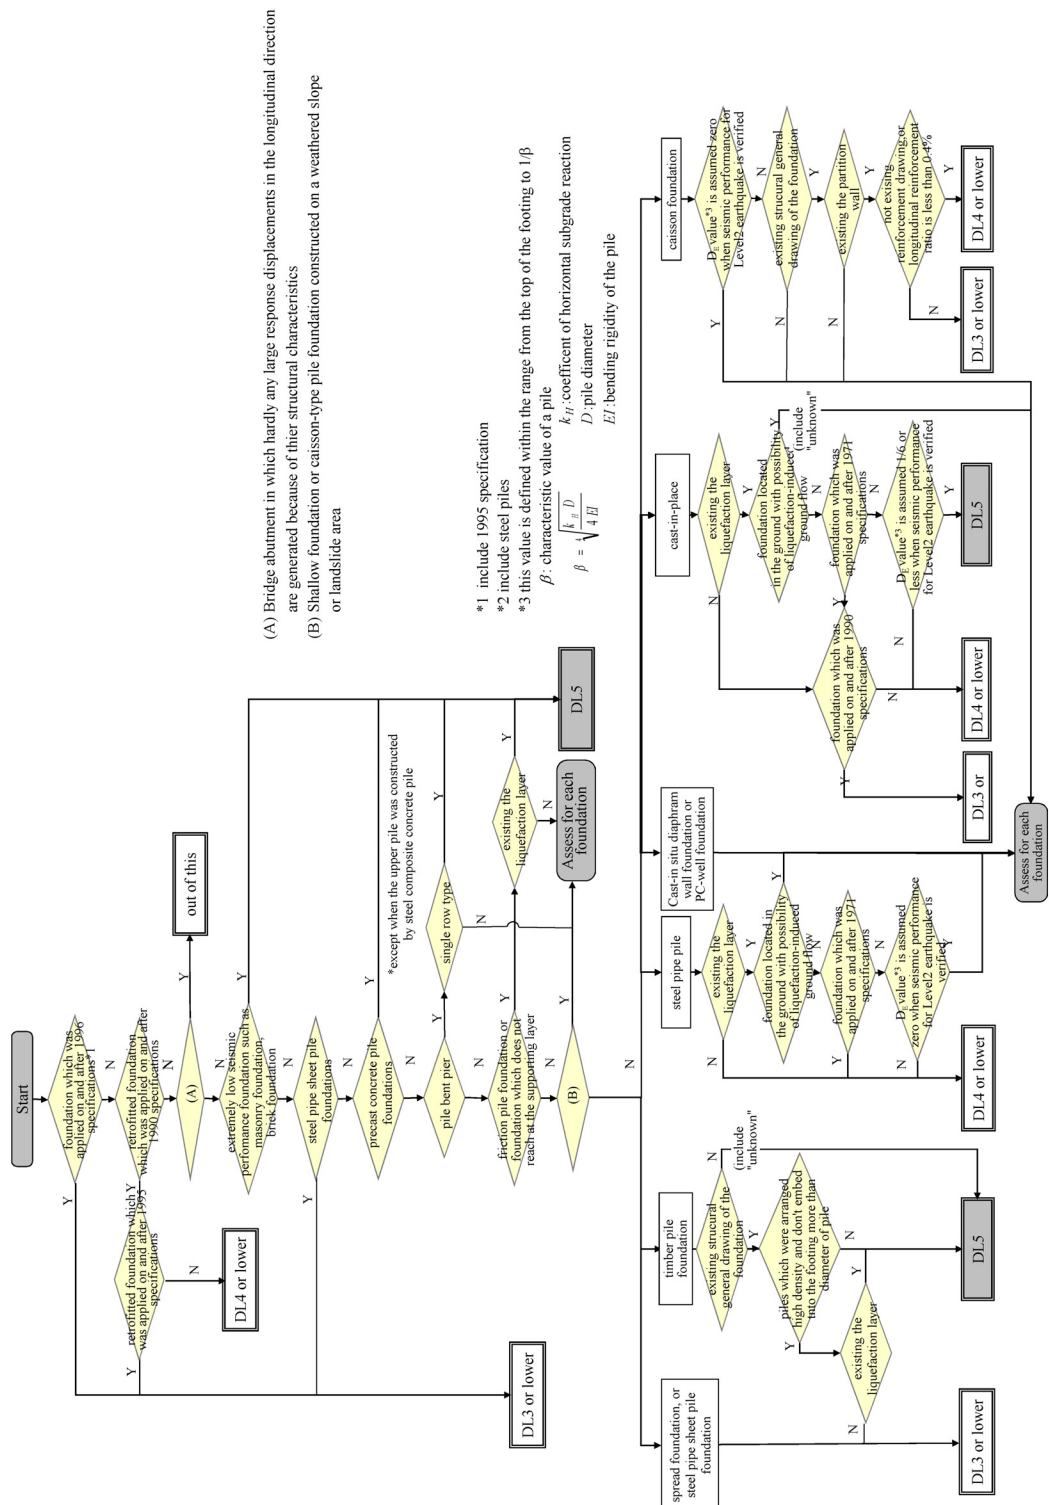 Start
foundation which was
applied on and after 1996
specifications*1
Y
N
retrofitted foundation which
was applied on and after 1995
specifications
Y
N
DL4 or lower
retrofitted foundation
which was applied on and after
1990 specifications
Y
N
(A)
Y
out of this
N
extremely low seismic
perfomance foundation such as
masonry foundation,
briek foundation
Y
N
steel pipe sheet pile
foundations
Y
N
precast concrete pile
foundations
Y
*except when the upper pile was constructed
by steel composite concrete pile
N
pile bent pier
Y
single row type
Y
N
N
friction pile foundation or
foundation which does not
reach at the supporting layer
Y
existing the
liquefaction layer
Y
N
N
(B)
Y
N
DL3 or lower
Assess for each
foundation
DL5
(A) Bridge abutment in which hardly any large response displacements in the longitudinal direction
are generated because of thier structural characteristics
(B) Shallow foundation or caisson-type pile foundation constructed on a weathered slope
or landslide area
*1 include 1995 specification
*2 include steel piles
*3 this value is defined within the range from the top of the footing to 1/β
β: characteristic value of a pile
β = ∜(k_H D / 4 EI)
k_H :coefficent of horizontal subgrade reaction
D :pile diameter
EI :bending rigidity of the pile
spread foundation, or
steel pipe sheet pile
foundation
DL3 or lower
timber pile
foundation
existing strucural
general drawing of the
foundation
N
(include
"unknown"
Y
piles which were arranged
high density and don't embed
into the footing more than
diameter of pile
Y
N
existing the
liquefaction layer
Y
N
DL5
steel pipe pile
existing the
liquefaction layer
N
Y
foundation located in
the ground with possibility
of liquefaction-induced
ground flow
Y
N
foundation which was
applied on and after 1971
specifications
Y
N
D_E value*3 is assumed
zero when seismic performance
for Level2 earthquake is
verified
N
Y
DL4 or lower
Cast-in situ diaphram
wall foundation or
PC-well foundation
Assess for each
foundation
cast-in-place
existing the
liquefaction layer
N
Y
foundation located
in the ground with possibility
of liquefaction-induced
ground flow
Y
(include
"unknown"
N
foundation which was
applied on and after 1971
specifications
Y
N
foundation which was
applied on and after 1990
specifications
Y
N
D_E value*3 is assumed 1/6 or
less when seismic performance
for Level2 earthquake is verified
N
Y
DL3 or
DL4 or lower
DL5
caisson foundation
D_E value*3 is assumed zero
when seismic performance for
Level2 earthquake is verified
Y
N
existing strucural general
drawing of the foundation
N
Y
existing the partition
wall
N
Y
not existing
reinforcement drawing,or
longitudinal reinforcement
ratio is less than 0.4%
N
Y
DL3 or lower
DL4 or lower